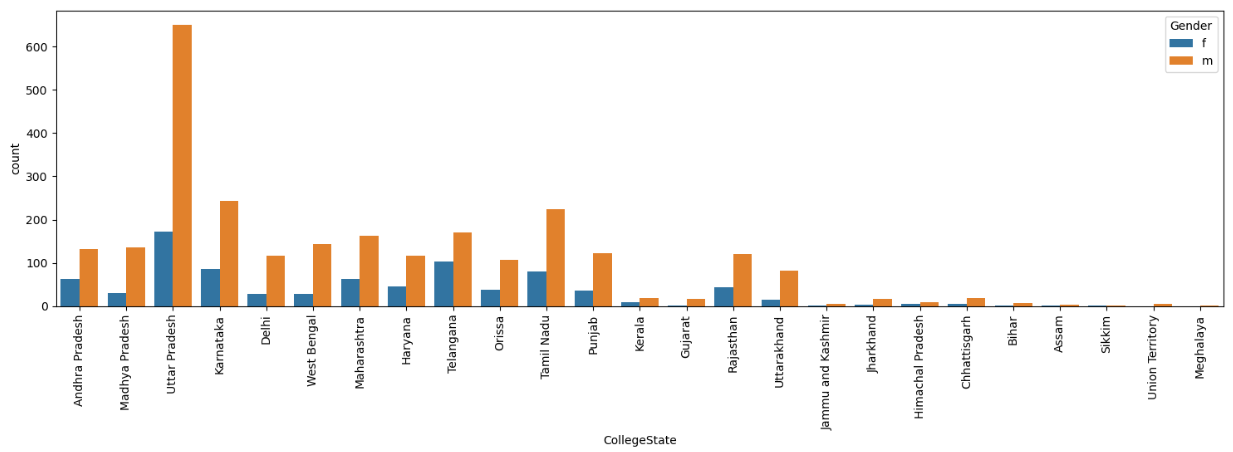 Gender
f
m
600
500
400
300
200
100
0
count
Andhra Pradesh
Madhya Pradesh
Uttar Pradesh
Karnataka
Delhi
West Bengal
Maharashtra
Haryana
Telangana
Orissa
Tamil Nadu
Punjab
Kerala
Gujarat
Rajasthan
Uttarakhand
Jammu and Kashmir
Jharkhand
Himachal Pradesh
Chhattisgarh
Bihar
Assam
Sikkim
Union Territory
Meghalaya
CollegeState